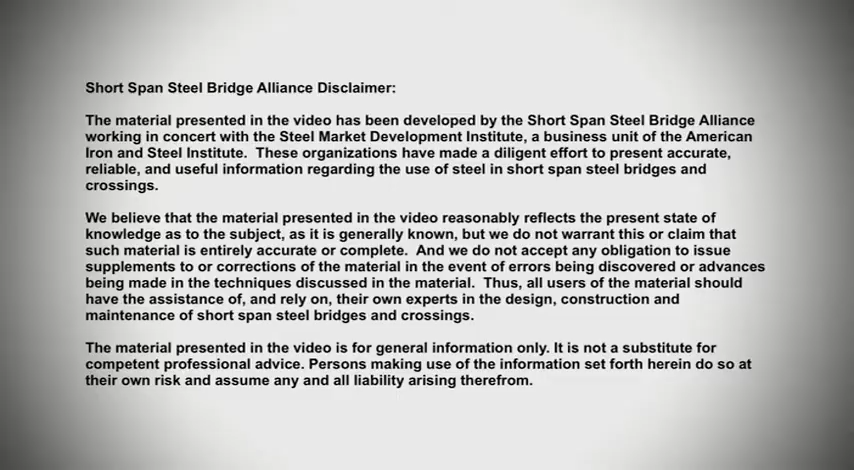 Short Span Steel Bridge Alliance Disclaimer:
The material presented in the video has been developed by the Short Span Steel Bridge Alliance
working in concert with the Steel Market Development Institute, a business unit of the American
Iron and Steel Institute.  These organizations have made a diligent effort to present accurate,
reliable, and useful information regarding the use of steel in short span steel bridges and
crossings.
We believe that the material presented in the video reasonably reflects the present state of
knowledge as to the subject, as it is generally known, but we do not warrant this or claim that
such material is entirely accurate or complete.  And we do not accept any obligation to issue
supplements to or corrections of the material in the event of errors being discovered or advances
being made in the techniques discussed in the material.  Thus, all users of the material should
have the assistance of, and rely on, their own experts in the design, construction and
maintenance of short span steel bridges and crossings.
The material presented in the video is for general information only. It is not a substitute for
competent professional advice. Persons making use of the information set forth herein do so at
their own risk and assume any and all liability arising therefrom.